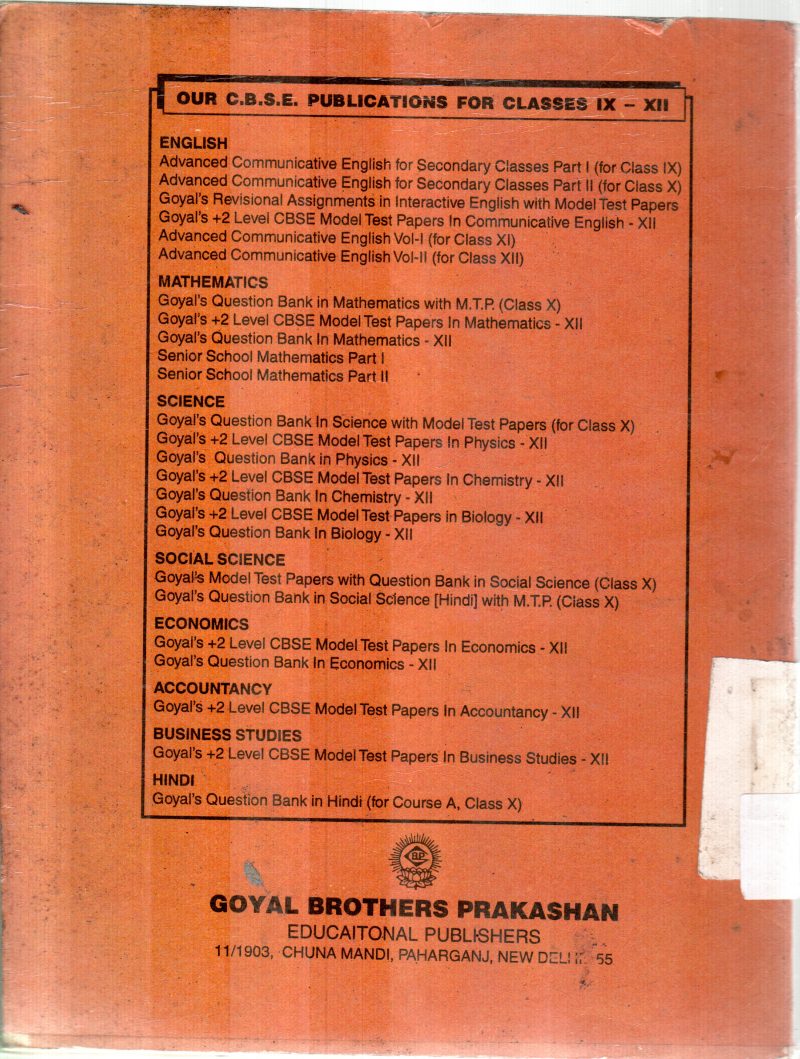 OUR C.B.S.E. PUBLICATIONS FOR CLASSES IX – XII
ENGLISH
Advanced Communicative English for Secondary Classes Part I (for Class IX)
Advanced Communicative English for Secondary Classes Part II (for Class X)
Goyal's Revisional Assignments in Interactive English with Model Test Papers
Goyal's +2 Level CBSE Model Test Papers In Communicative English - XII
Advanced Communicative English Vol-I (for Class XI)
Advanced Communicative English Vol-II (for Class XII)
MATHEMATICS
Goyal's Question Bank in Mathematics with M.T.P. (Class X)
Goyal's +2 Level CBSE Model Test Papers In Mathematics - XII
Goyal's Question Bank In Mathematics - XII
Senior School Mathematics Part I
Senior School Mathematics Part II
SCIENCE
Goyal's Question Bank In Science with Model Test Papers (for Class X)
Goyal's +2 Level CBSE Model Test Papers In Physics - XII
Goyal's Question Bank in Physics - XII
Goyal's +2 Level CBSE Model Test Papers In Chemistry - XII
Goyal's Question Bank In Chemistry - XII
Goyal's +2 Level CBSE Model Test Papers in Biology - XII
Goyal's Question Bank In Biology - XII
SOCIAL SCIENCE
Goyal's Model Test Papers with Question Bank in Social Science (Class X)
Goyal's Question Bank in Social Science [Hindi] with M.T.P. (Class X)
ECONOMICS
Goyal's +2 Level CBSE Model Test Papers In Economics - XII
Goyal's Question Bank In Economics - XII
ACCOUNTANCY
Goyal's +2 Level CBSE Model Test Papers In Accountancy - XII
BUSINESS STUDIES
Goyal's +2 Level CBSE Model Test Papers In Business Studies - XII
HINDI
Goyal's Question Bank in Hindi (for Course A, Class X)
G.B.P.
GOYAL BROTHERS PRAKASHAN
EDUCAITONAL PUBLISHERS
11/1903, CHUNA MANDI, PAHARGANJ, NEW DELHI 55